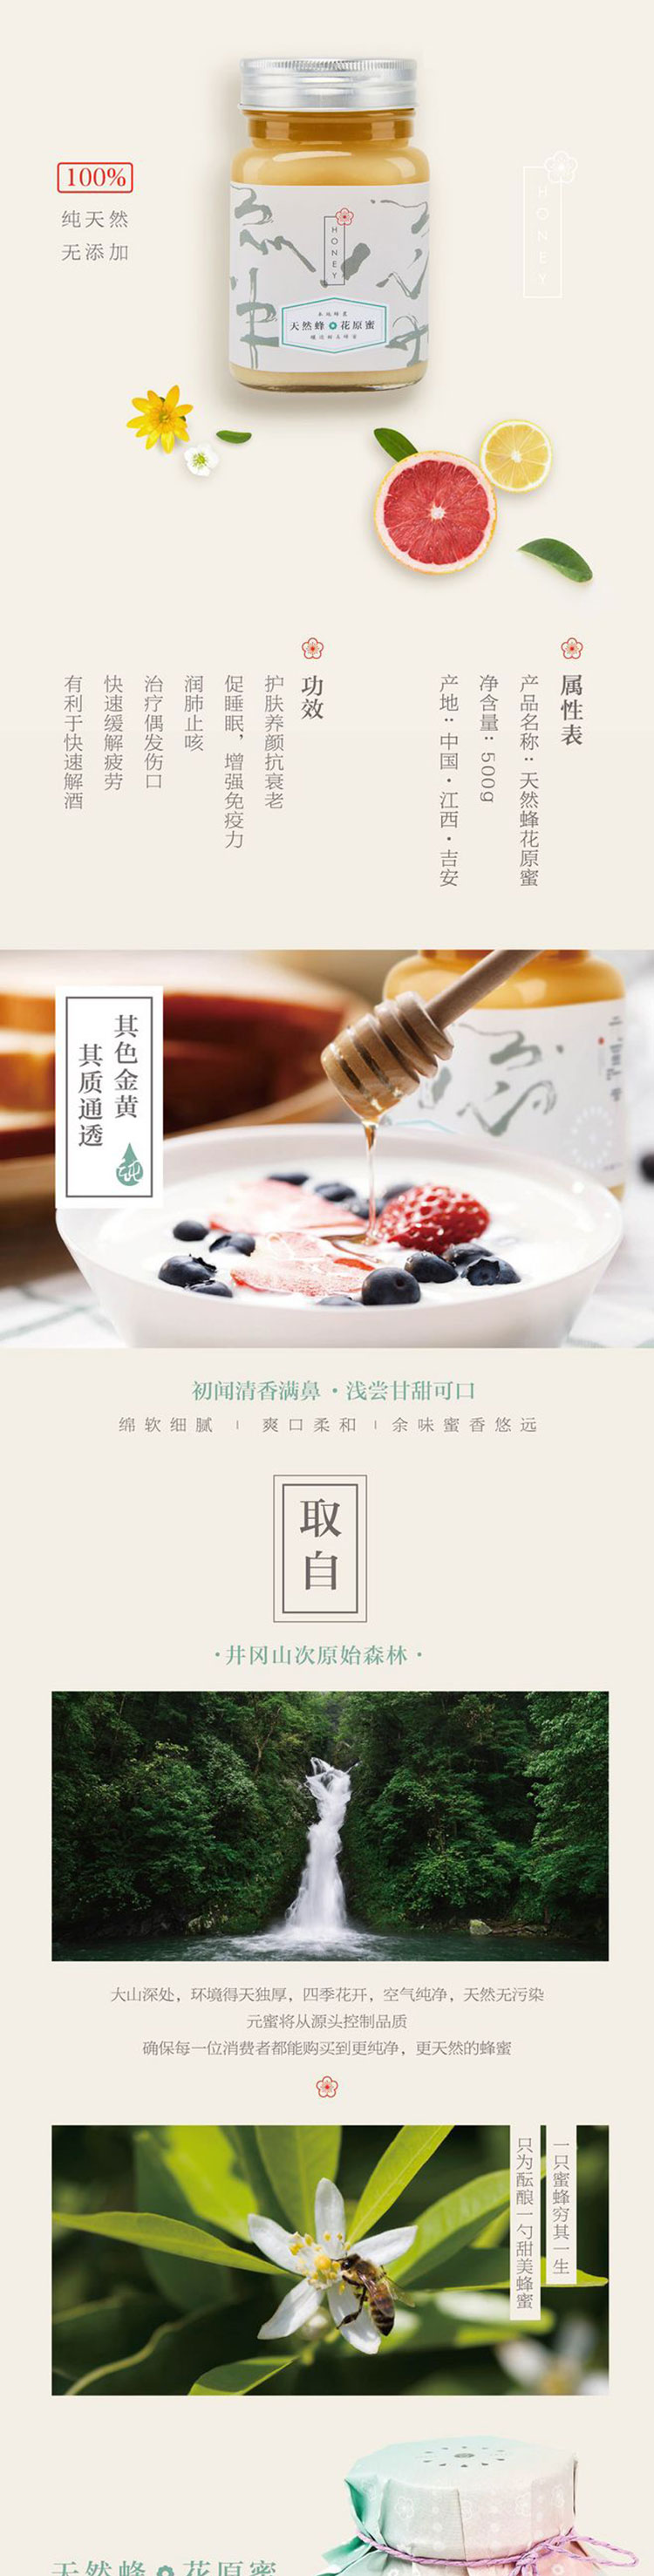 100%
纯天然
无添加
HONEY
HONEY
天然蜂花原蜜
属性表
产品名称：天然蜂花原蜜
净含量：500g
产地：中国·江西·吉安
功效
护肤养颜抗衰老
促睡眠，增强免疫力
润肺止咳
治疗偶发伤口
快速缓解疲劳
有利于快速解酒
其色金黄
其质通透
纯
初闻清香满鼻·浅尝甘甜可口
绵软细腻 | 爽口柔和 | 余味蜜香悠远
取自
·井冈山次原始森林·
大山深处，环境得天独厚，四季花开，空气纯净，天然无污染
元蜜将从源头控制品质
确保每一位消费者都能购买到更纯净，更天然的蜂蜜
一只蜜蜂穷其一生
只为酝酿一勺甜美蜂蜜
天然蜂花原蜜